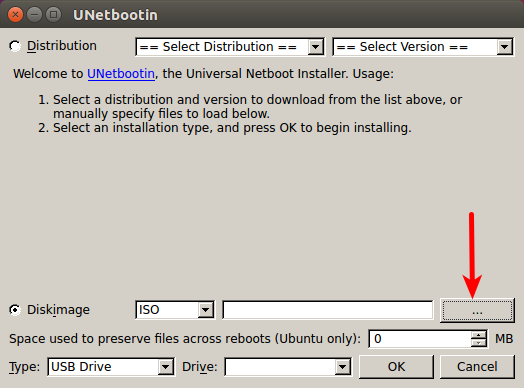 UNetbootin
Distribution == Select Distribution == == Select Version ==
Welcome to UNetbootin, the Universal Netboot Installer. Usage:
1. Select a distribution and version to download from the list above, or
manually specify files to load below.
2. Select an installation type, and press OK to begin installing.
Diskimage ISO ...
Space used to preserve files across reboots (Ubuntu only): 0 MB
Type: USB Drive Drive: OK Cancel